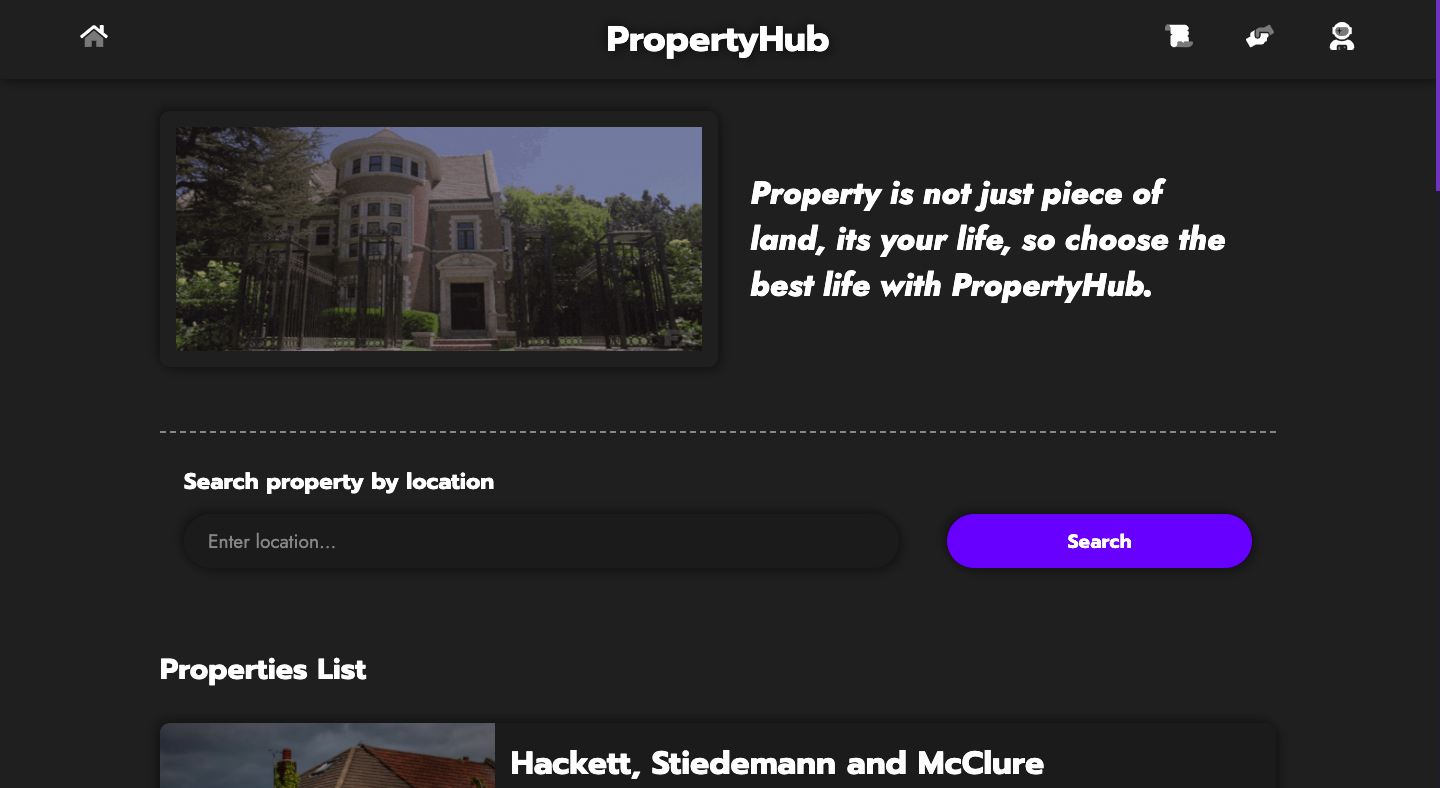 PropertyHub
Property is not just piece of
land, its your life, so choose the
best life with PropertyHub.
Search property by location
Enter location...
Search
Properties List
Hackett, Stiedemann and McClure